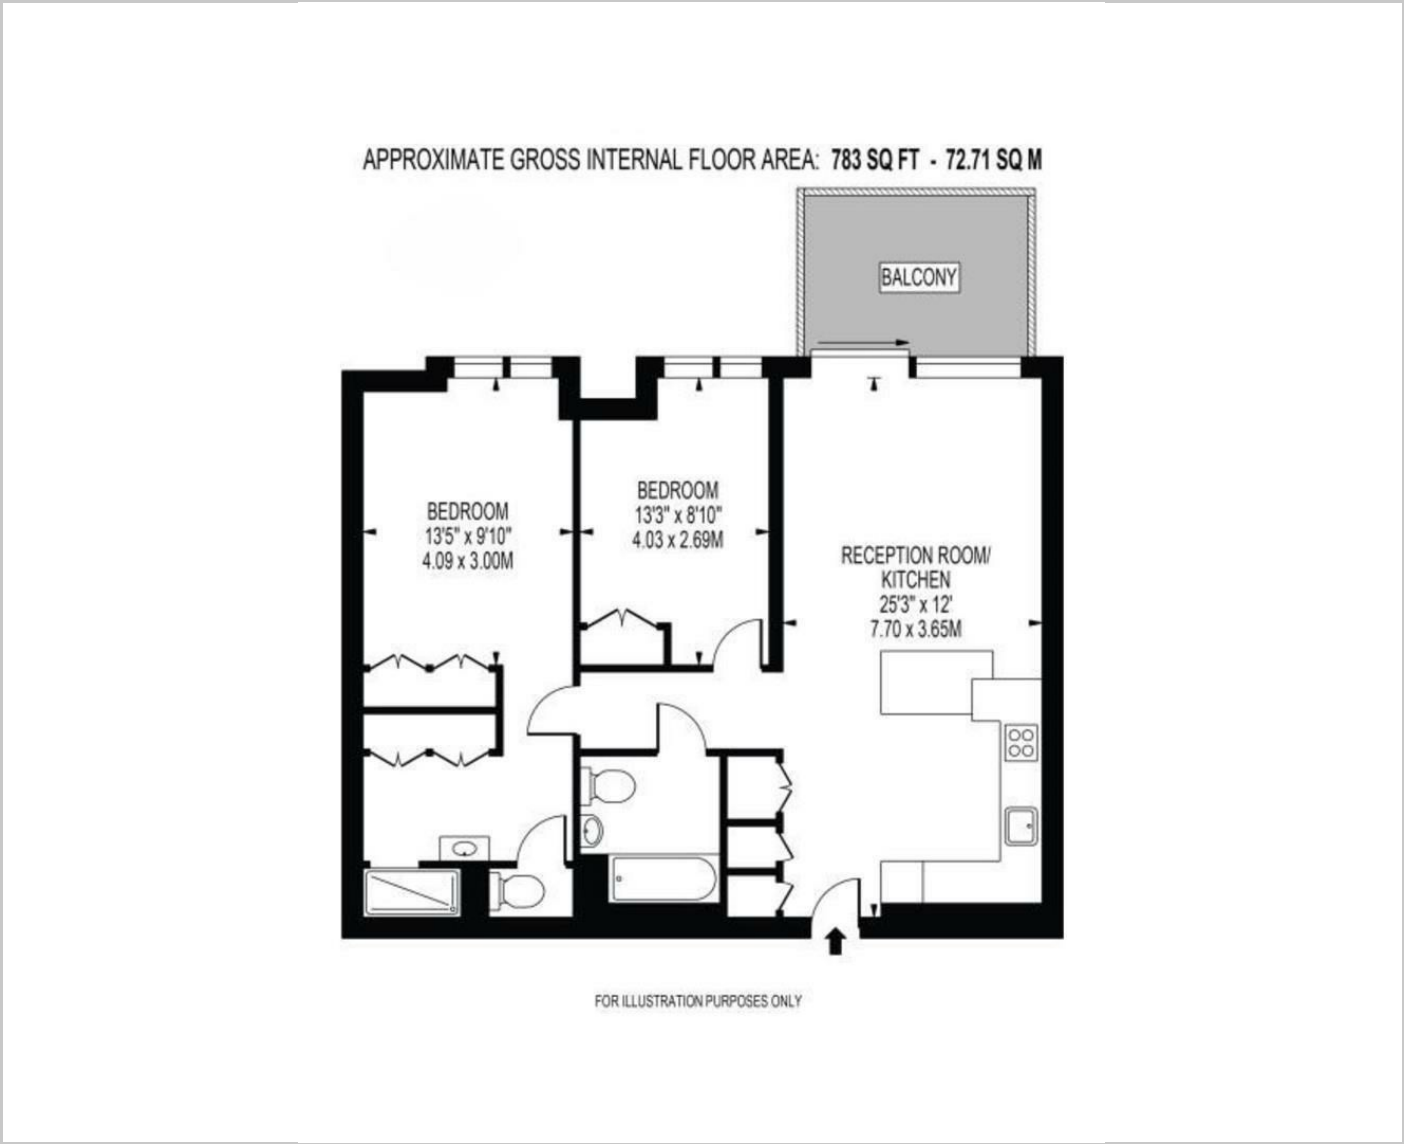 APPROXIMATE GROSS INTERNAL FLOOR AREA: 783 SQ FT - 72.71 SQ M
BALCONY
BEDROOM
13'5" x 9'10"
4.09 x 3.00M
BEDROOM
13'3" x 8'10"
4.03 x 2.69M
RECEPTION ROOM/
KITCHEN
25'3" x 12'
7.70 x 3.65M
FOR ILLUSTRATION PURPOSES ONLY